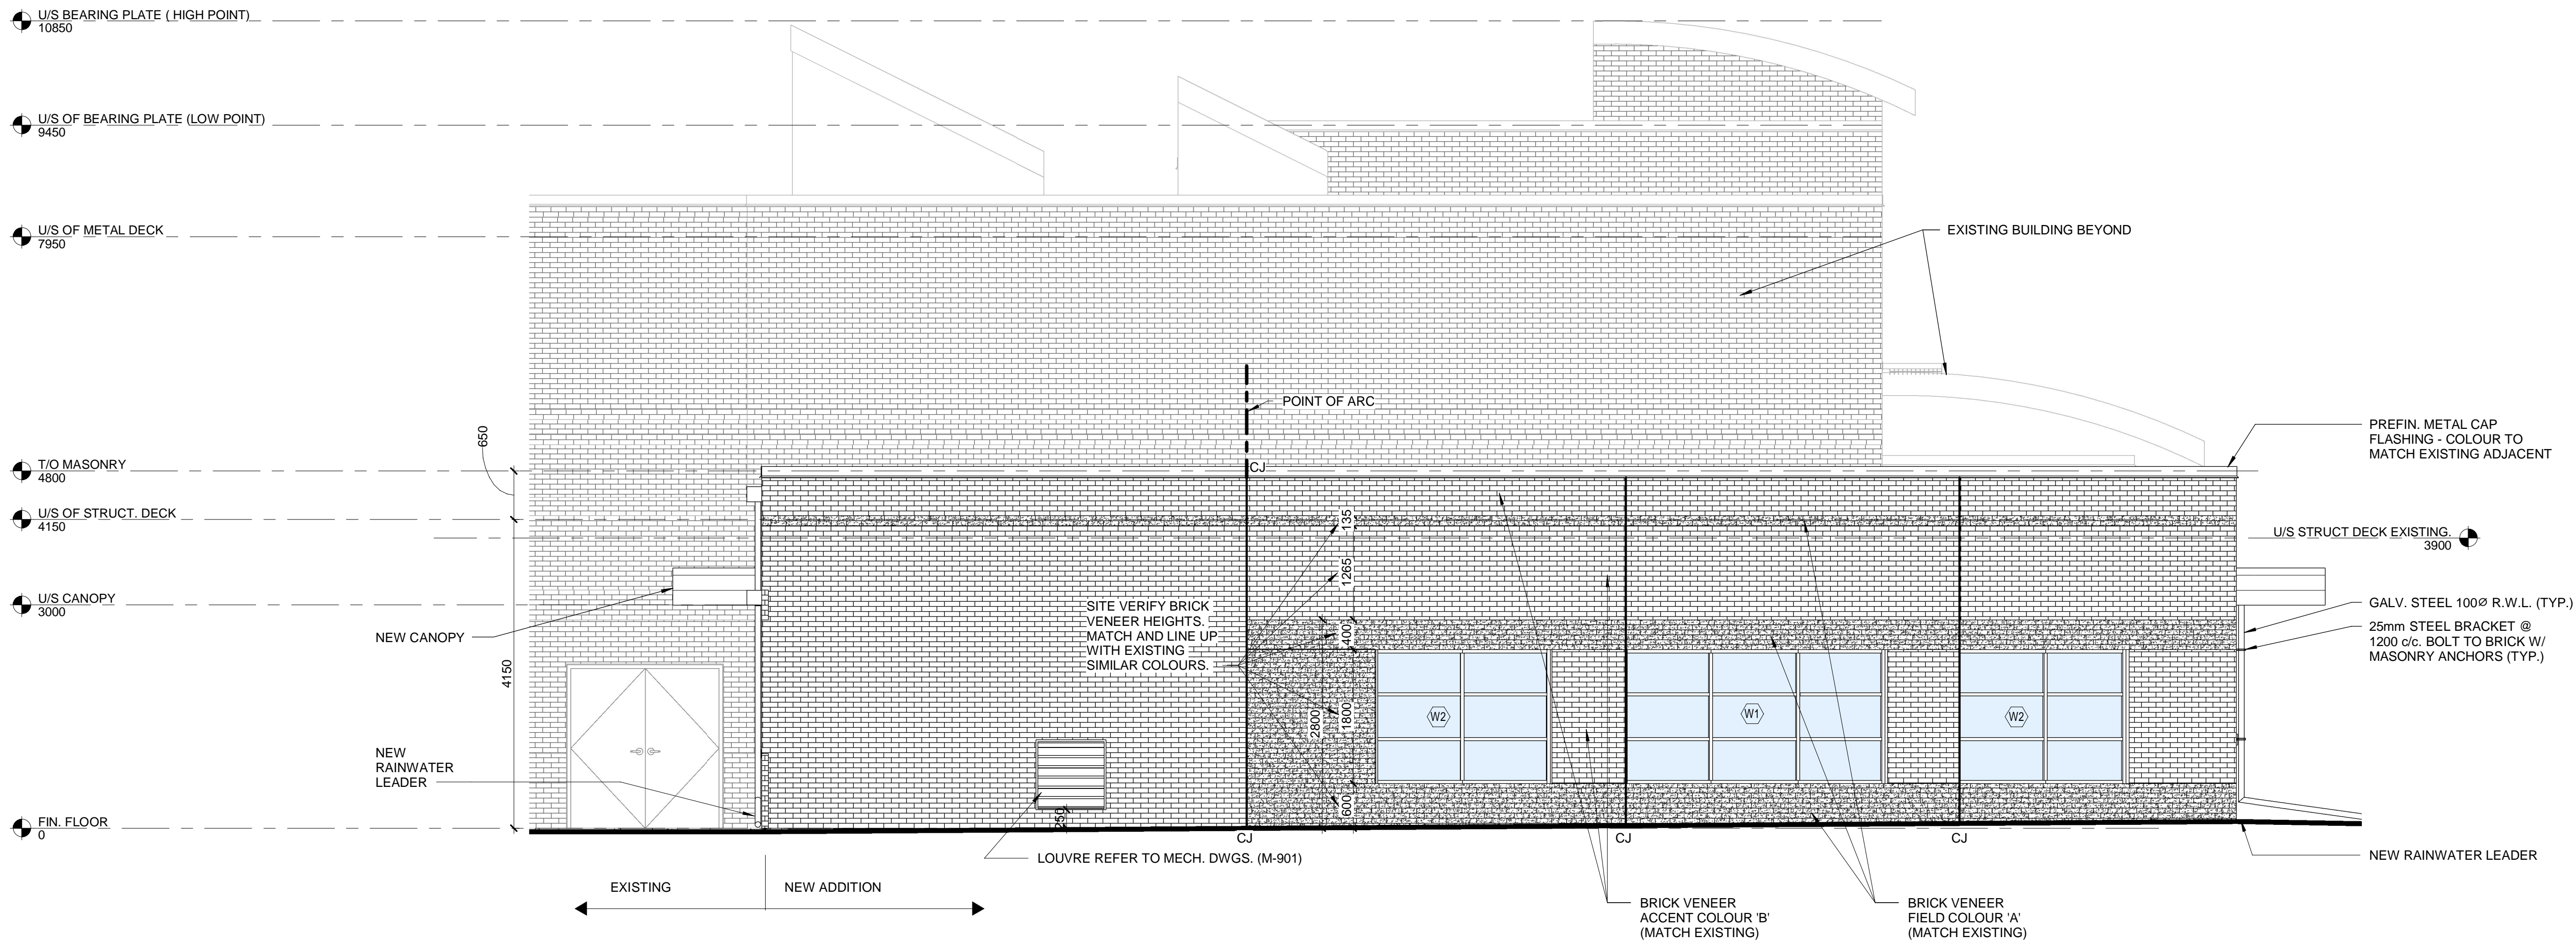 U/S BEARING PLATE ( HIGH POINT)
10850
U/S OF BEARING PLATE (LOW POINT)
9450
U/S OF METAL DECK
7950
EXISTING BUILDING BEYOND
POINT OF ARC
PREFIN. METAL CAP
FLASHING - COLOUR TO
MATCH EXISTING ADJACENT
650
T/O MASONRY
4800
CJ
U/S OF STRUCT. DECK
4150
135
U/S STRUCT DECK EXISTING.
3900
1265
U/S CANOPY
3000
NEW CANOPY
SITE VERIFY BRICK
VENEER HEIGHTS.
MATCH AND LINE UP
WITH EXISTING
SIMILAR COLOURS.
400
GALV. STEEL 100Ø R.W.L. (TYP.)
25mm STEEL BRACKET @
1200 c/c. BOLT TO BRICK W/
MASONRY ANCHORS (TYP.)
4150
2800
1800
W2
W1
W2
NEW
RAINWATER
LEADER
600
250
FIN. FLOOR
0
CJ
CJ
CJ
LOUVRE REFER TO MECH. DWGS. (M-901)
NEW RAINWATER LEADER
EXISTING
NEW ADDITION
BRICK VENEER
ACCENT COLOUR 'B'
(MATCH EXISTING)
BRICK VENEER
FIELD COLOUR 'A'
(MATCH EXISTING)